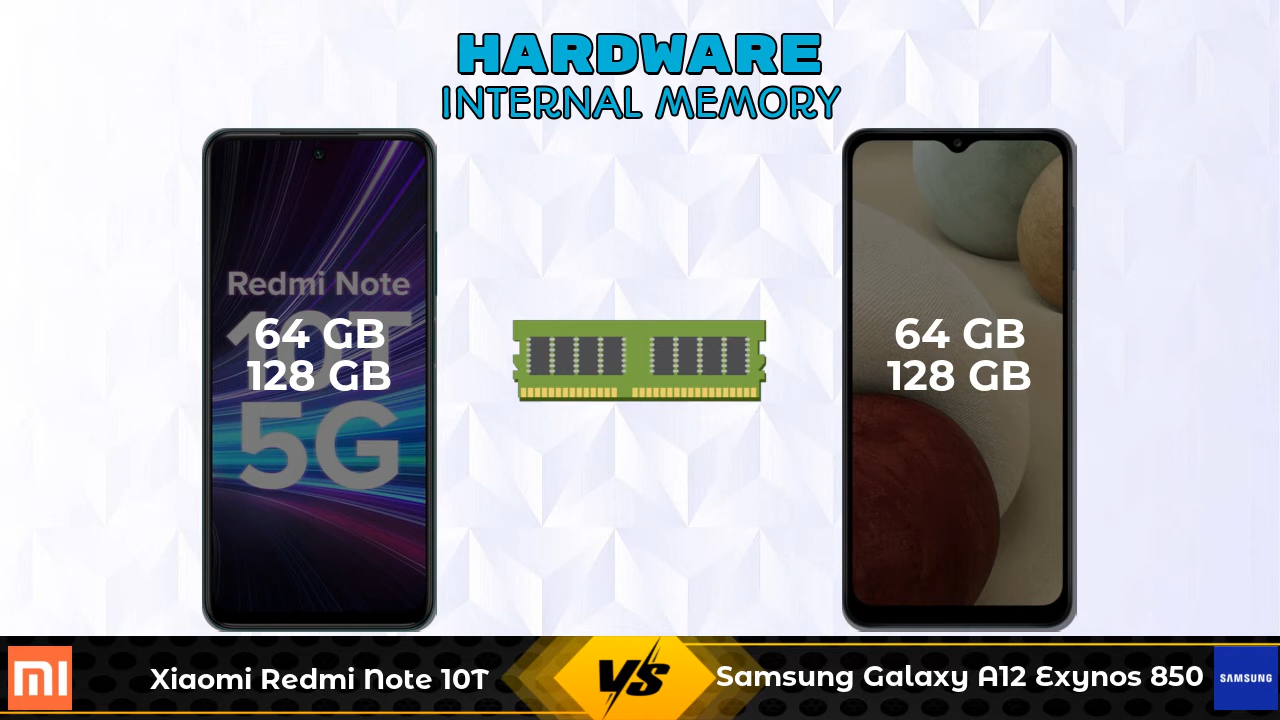 HARDWARE
INTERNAL MEMORY
Redmi Note
10T
5G
64 GB
128 GB
64 GB
128 GB
MI
Xiaomi Redmi Note 10T
VS
Samsung Galaxy A12 Exynos 850
SAMSUNG